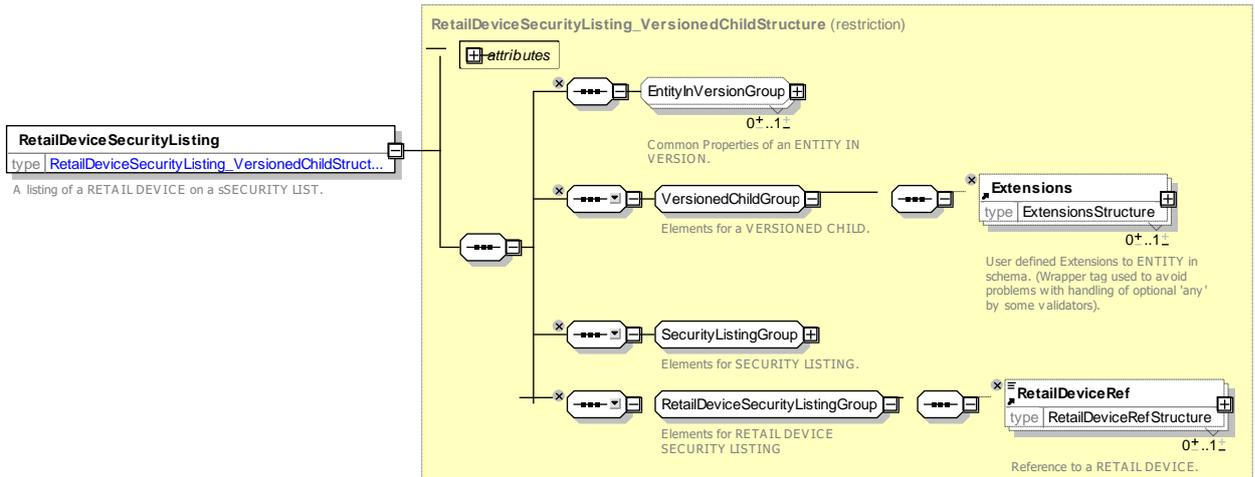 RetailDeviceSecurityListing_VersionedChildStructure (restriction)
attributes
EntityInVersionGroup
0..1
Common Properties of an ENTITY IN
VERSION.
RetailDeviceSecurityListing
type RetailDeviceSecurityListing_VersionedChildStruct...
A listing of a RETAIL DEVICE on a sSECURITY LIST.
VersionedChildGroup
Elements for a VERSIONED CHILD.
Extensions
type ExtensionsStructure
0..1
User defined Extensions to ENTITY in
schema. (Wrapper tag used to avoid
problems with handling of optional 'any'
by some validators).
SecurityListingGroup
Elements for SECURITY LISTING.
RetailDeviceSecurityListingGroup
Elements for RETAIL DEVICE
SECURITY LISTING
RetailDeviceRef
type RetailDeviceRefStructure
0..1
Reference to a RETAIL DEVICE.